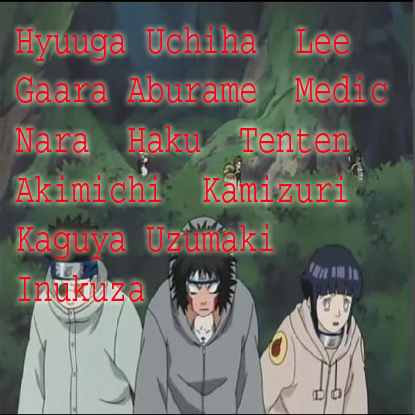 Hyuuga Uchiha Lee
Gaara Aburame Medic
Nara Haku Tenten
Akimichi Kamizuri
Kaguya Uzumaki
Inukuza